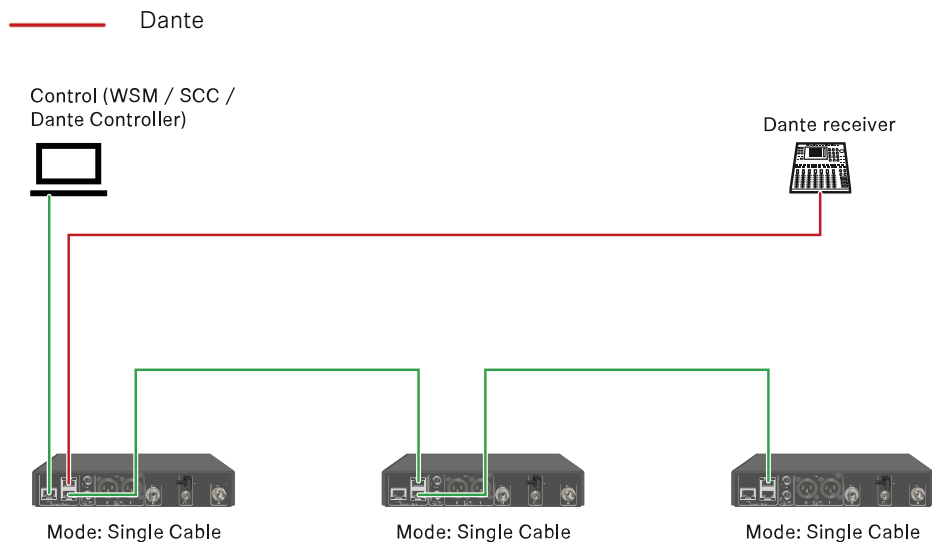 Dante
Control (WSM / SCC /
Dante Controller)
Dante receiver
Mode: Single Cable
Mode: Single Cable
Mode: Single Cable